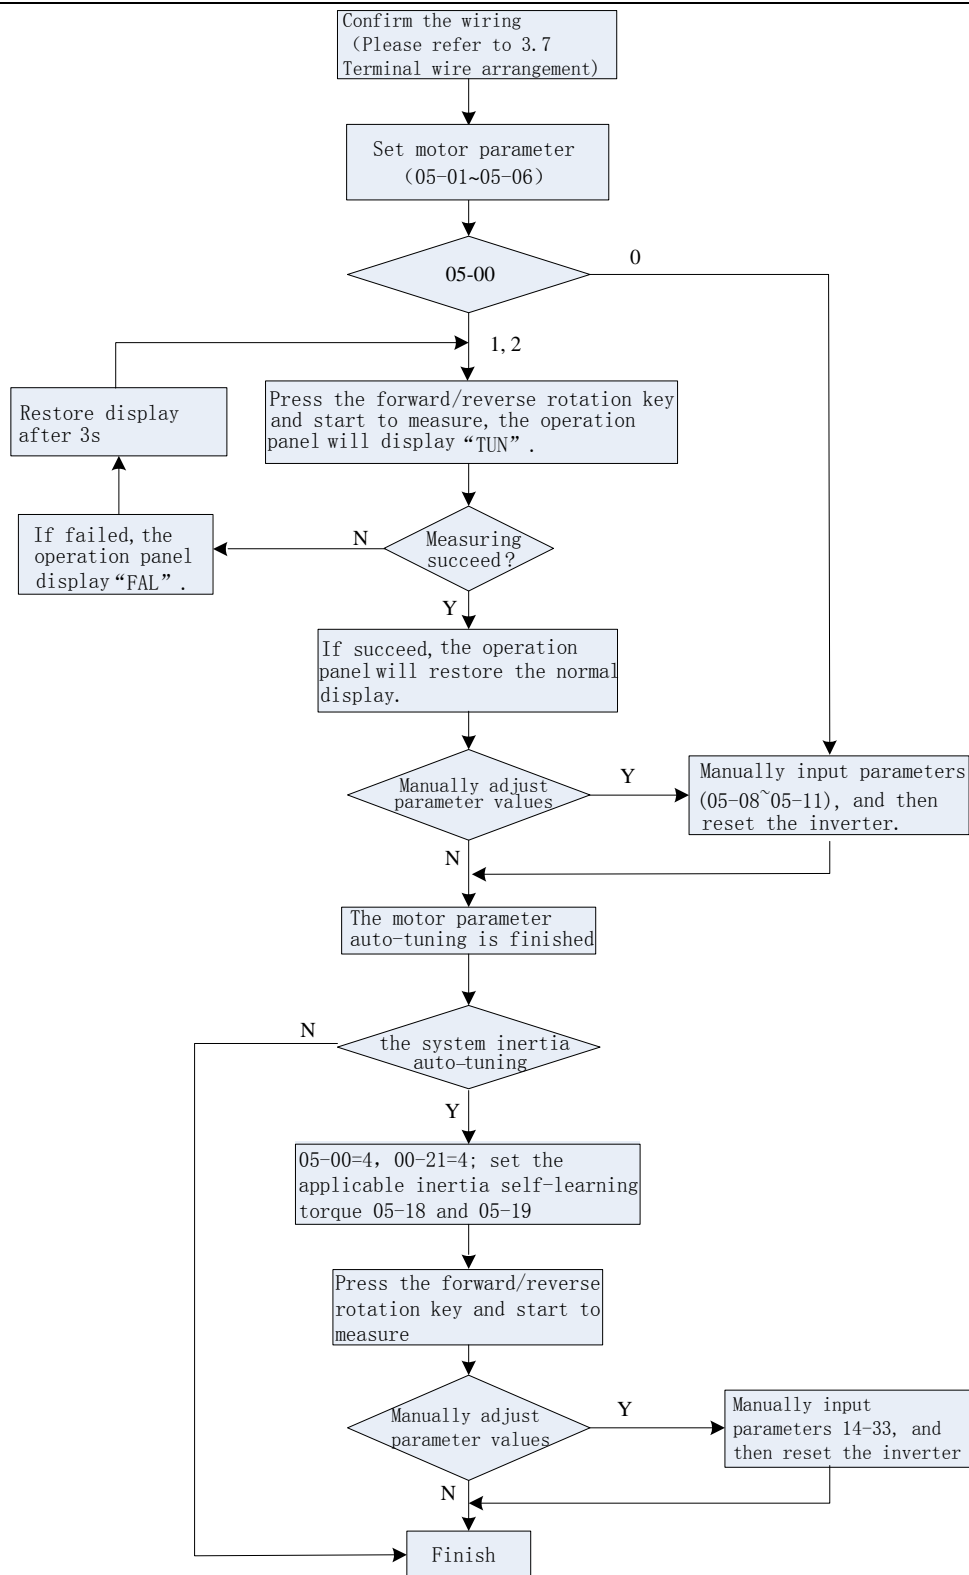 Confirm the wiring
(Please refer to 3.7
Terminal wire arrangement)
Set motor parameter
(05-01~05-06)
05-00
0
1, 2
Press the forward/reverse rotation key
and start to measure, the operation
panel will display “TUN”.
Restore display
after 3s
Measuring
succeed?
N
If failed, the
operation panel
display “FAL”.
Y
If succeed, the operation
panel will restore the normal
display.
Manually adjust
parameter values
Y
Manually input parameters
(05-08~05-11), and then
reset the inverter.
N
The motor parameter
auto-tuning is finished
the system inertia
auto-tuning
N
Y
05-00=4, 00-21=4; set the
applicable inertia self-learning
torque 05-18 and 05-19
Press the forward/reverse
rotation key and start to
measure
Manually adjust
parameter values
Y
Manually input
parameters 14-33, and
then reset the inverter
N
Finish